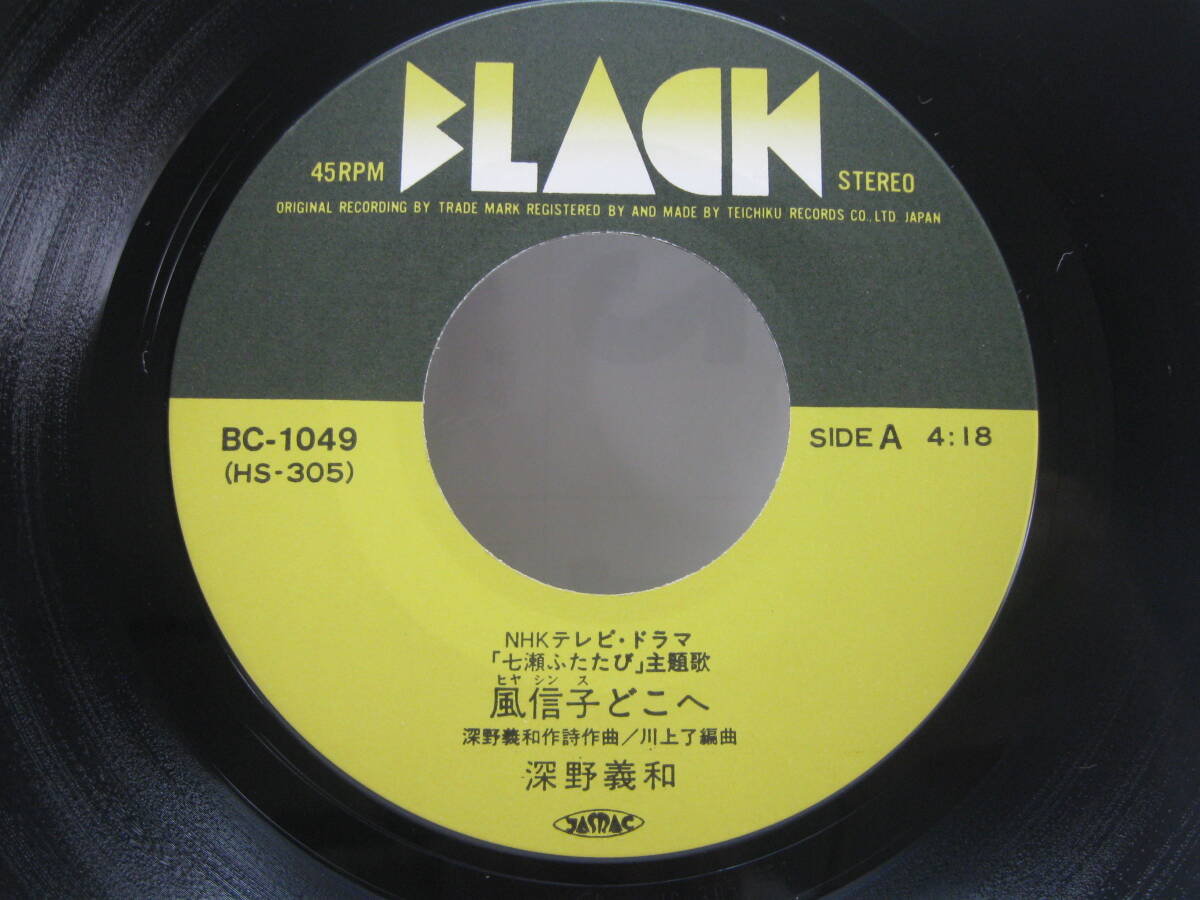 BLACK
45RPM
STEREO
ORIGINAL RECORDING BY TRADE MARK REGISTERED BY AND MADE BY TEICHIKU RECORDS CO., LTD. JAPAN
BC-1049
(HS-305)
SIDE A 4:18
NHKテレビ・ドラマ
「七瀬ふたたび」主題歌
ヒヤ シン ス
風信子どこへ
深野義和作詩作曲/川上了編曲
深野義和
JAMAC